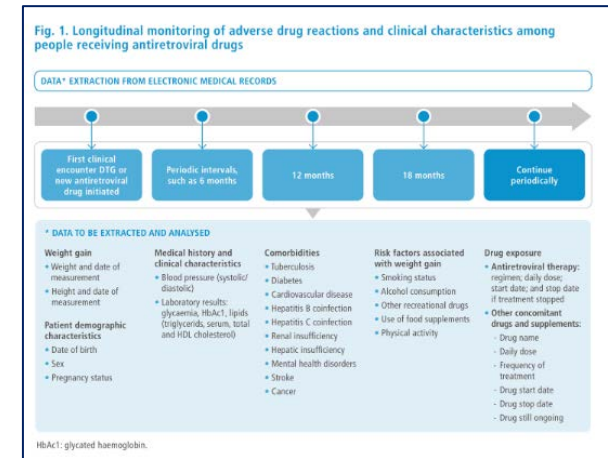 Fig. 1. Longitudinal monitoring of adverse drug reactions and clinical characteristics among
people receiving antiretroviral drugs
DATA* EXTRACTION FROM ELECTRONIC MEDICAL RECORDS
First clinical
encounter DTG or
new antiretroviral
drug initiated
Periodic intervals,
such as 6 months
12 months
18 months
Continue
periodically
* DATA TO BE EXTRACTED AND ANALYSED
Weight gain
• Weight and date of
measurement
• Height and date of
measurement
Patient demographic
characteristics
• Date of birth
• Sex
• Pregnancy status
Medical history and
clinical characteristics
• Blood pressure (systolic/
diastolic)
• Laboratory results:
glycaemia, HbAc1, lipids
(triglycerids, serum, total
and HDL cholesterol)
Comorbidities
• Tuberculosis
• Diabetes
• Cardiovascular disease
• Hepatitis B coinfection
• Hepatitis C coinfection
• Renal insufficiency
• Hepatic insufficiency
• Mental health disorders
• Stroke
• Cancer
Risk factors associated
with weight gain
• Smoking status
• Alcohol consumption
• Other recreational drugs
• Use of food supplements
• Physical activity
Drug exposure
• Antiretroviral therapy:
regimen; daily dose;
start date; and stop date
if treatment stopped
• Other concomitant
drugs and supplements:
- Drug name
- Daily dose
- Frequency of
treatment
- Drug start date
- Drug stop date
- Drug still ongoing
HbAc1: glycated haemoglobin.